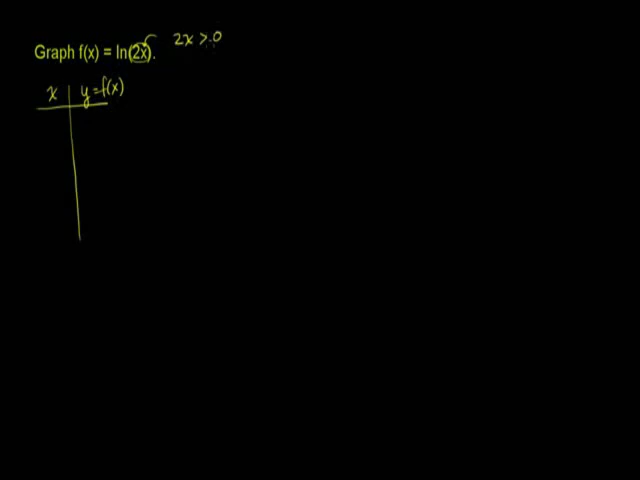 Graph f(x) = ln(2x). 2x > 0
x y = f(x)